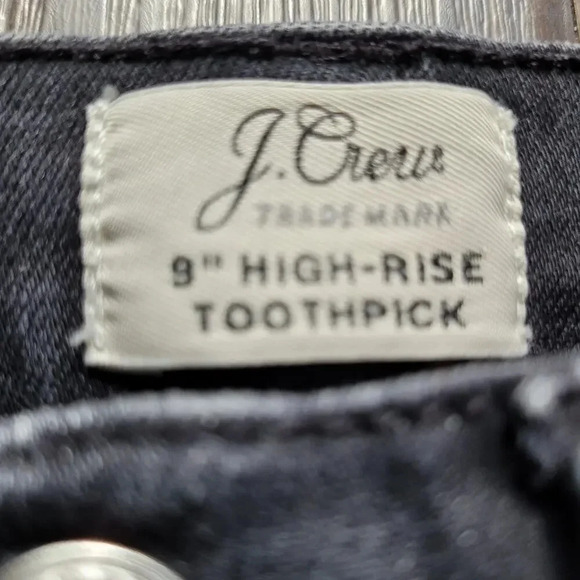 J.Crew
TRADEMARK
9" HIGH-RISE
TOOTHPICK